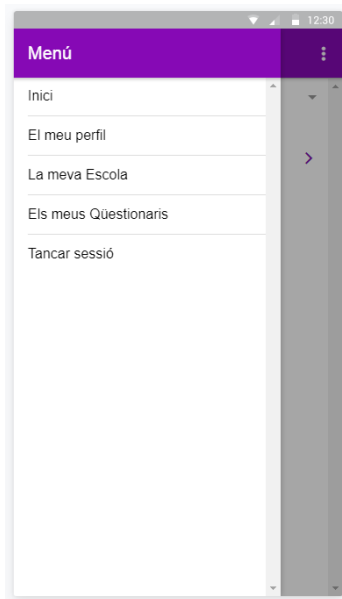 12:30
Menú
Inici
El meu perfil
La meva Escola
Els meus Qüestionaris
Tancar sessió